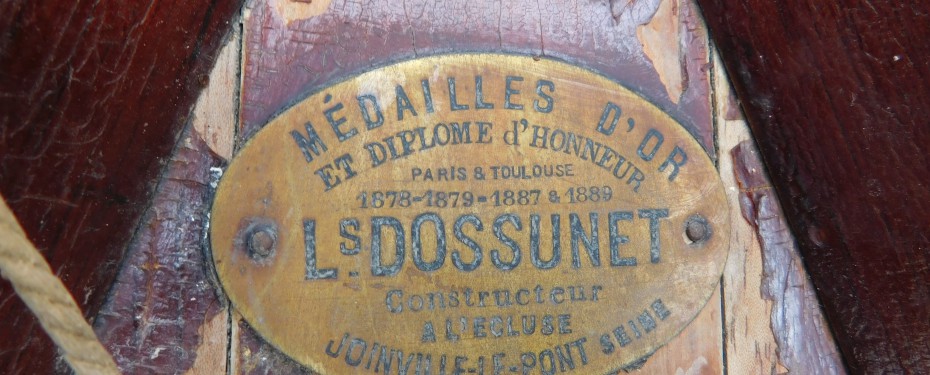 MÉDAILLES D'OR
ET DIPLOME d'HONNEUR
PARIS & TOULOUSE
1878-1879-1887 & 1889
Ls DOSSUNET
Constructeur
A L'ECLUSE
JOINVILLE-LE-PONT SEINE